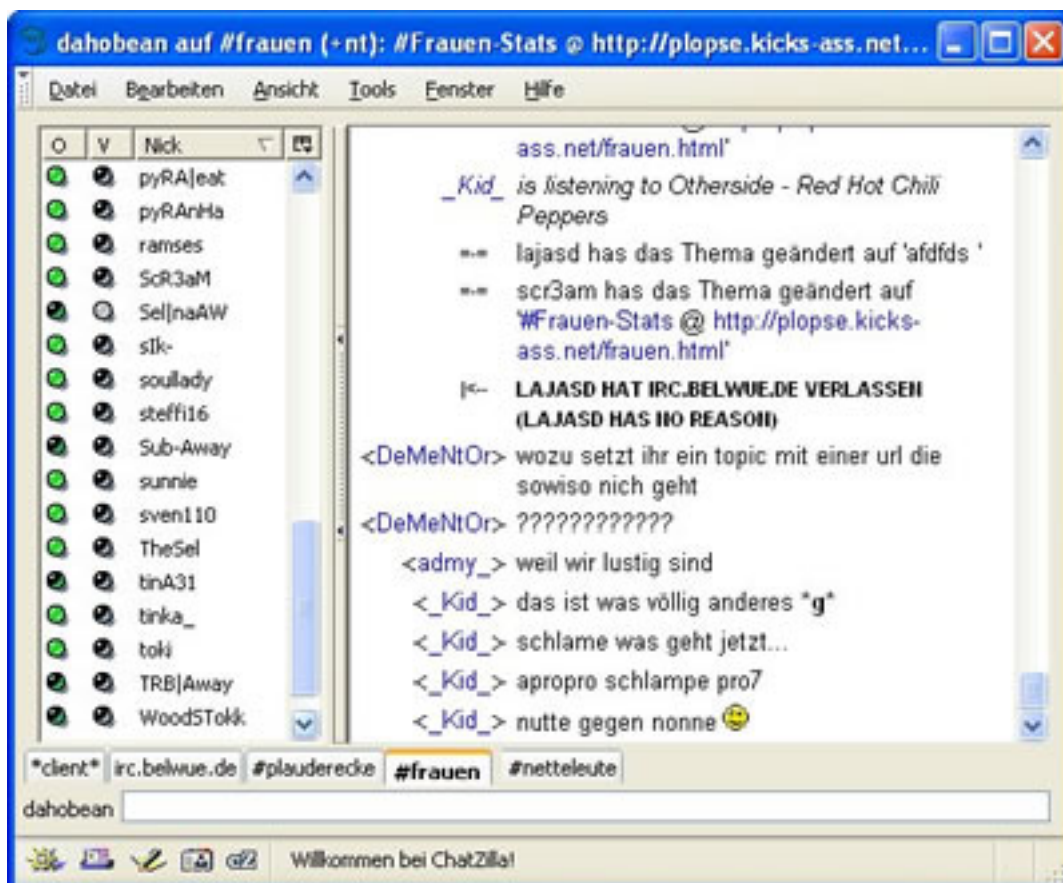 dahobean auf #frauen (+nt): #Frauen-Stats @ http://plopse.kicks-ass.net...
Datei Bearbeiten Ansicht Tools Fenster Hilfe
O V Nick
pyRA|eat
pyRAnHa
ramses
ScR3aM
Sel|naAW
sIk-
soullady
steffi16
Sub-Away
sunnie
sven110
TheSel
tinA31
tinka_
toki
TRB|Away
WoodSTokk
ass.net/frauen.html'
_Kid_ is listening to Otherside - Red Hot Chili
Peppers
=-= lajasd has das Thema geändert auf 'afdfds '
=-= scr3am has das Thema geändert auf
'#Frauen-Stats @ http://plopse.kicks-
ass.net/frauen.html'
|<-- LAJASD HAT IRC.BELWUE.DE VERLASSEN
(LAJASD HAS NO REASON)
<DeMeNtOr> wozu setzt ihr ein topic mit einer url die
sowiso nich geht
<DeMeNtOr> ????????????
<admy_> weil wir lustig sind
<_Kid_> das ist was völlig anderes *g*
<_Kid_> schlame was geht jetzt...
<_Kid_> apropro schlampe pro7
<_Kid_> nutte gegen nonne
*client* irc.belwue.de #plauderecke #frauen #netteleute
dahobean
Willkommen bei ChatZilla!